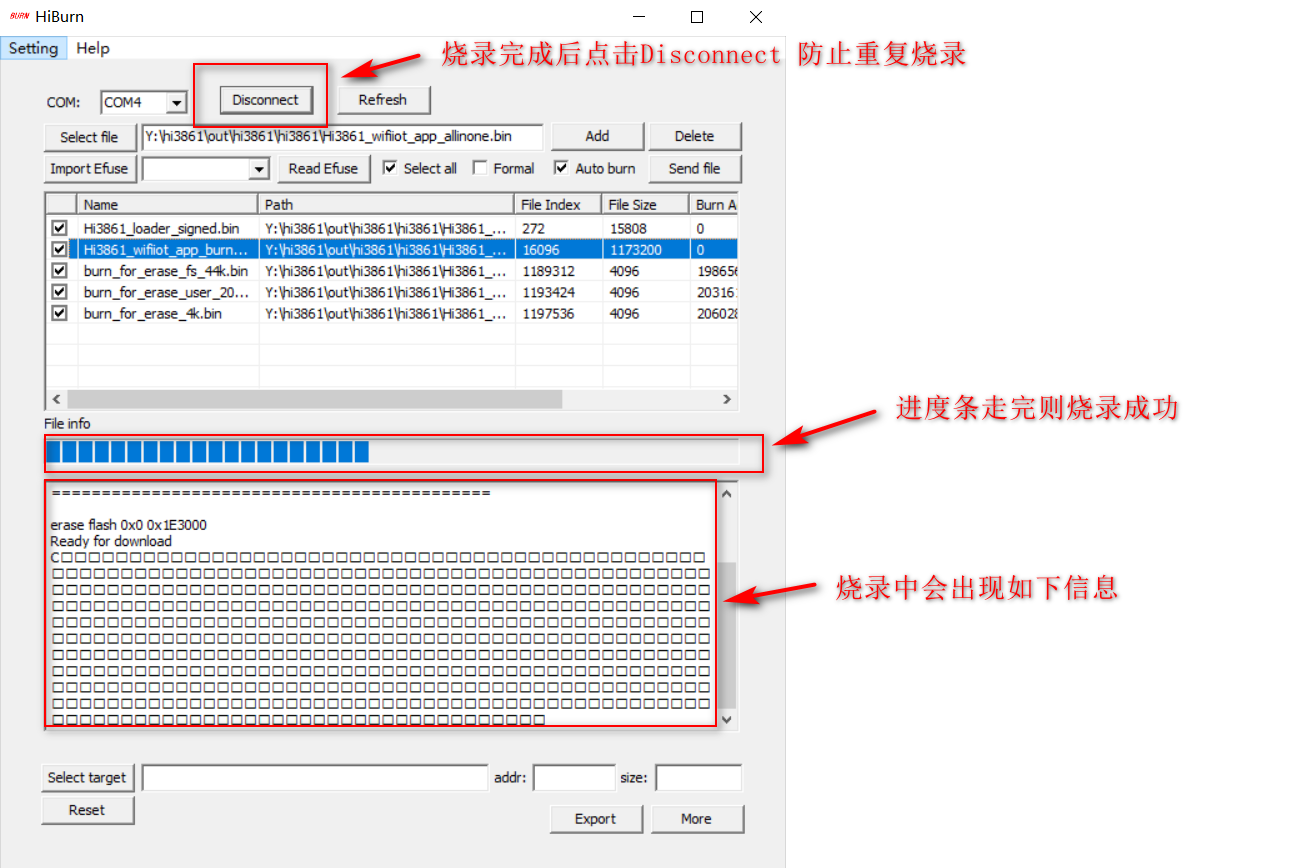 BURN HiBurn
Setting Help
烧录完成后点击Disconnect 防止重复烧录
COM: COM4 Disconnect Refresh
Select file Y:\hi3861\out\hi3861\hi3861\Hi3861_wifiiot_app_allinone.bin Add Delete
Import Efuse Read Efuse Select all Formal Auto burn Send file
Name Path File Index File Size Burn A
Hi3861_loader_signed.bin Y:\hi3861\out\hi3861\hi3861\Hi3861_... 272 15808 0
Hi3861_wifiiot_app_burn... Y:\hi3861\out\hi3861\hi3861\Hi3861_... 16096 1173200 0
burn_for_erase_fs_44k.bin Y:\hi3861\out\hi3861\hi3861\Hi3861_... 1189312 4096 198656
burn_for_erase_user_20... Y:\hi3861\out\hi3861\hi3861\Hi3861_... 1193424 4096 20316
burn_for_erase_4k.bin Y:\hi3861\out\hi3861\hi3861\Hi3861_... 1197536 4096 206028
进度条走完则烧录成功
File info
============================================
erase flash 0x0 0x1E3000
Ready for download
C
烧录中会出现如下信息
Select target addr: size:
Reset
Export More